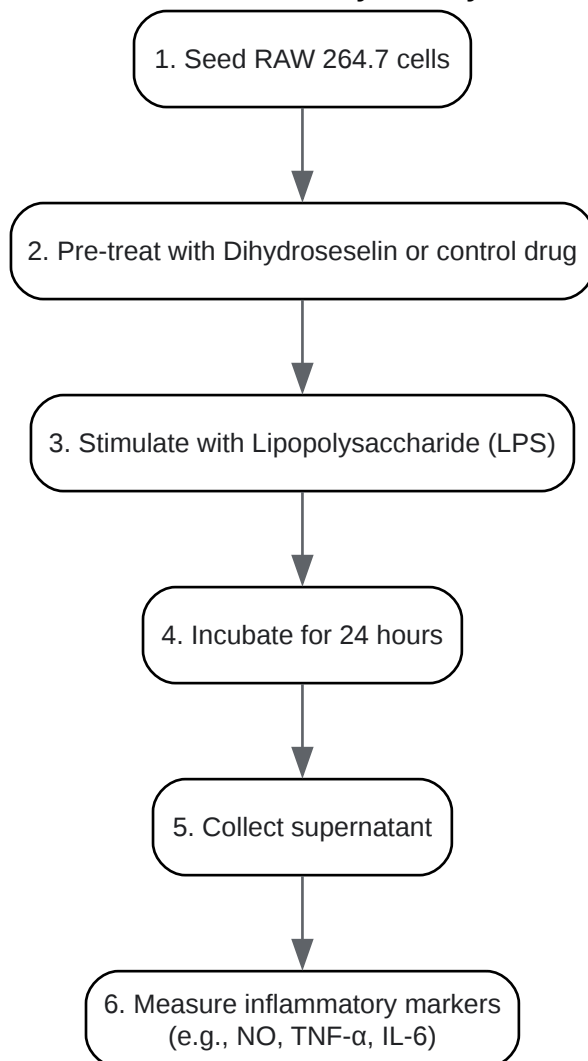 1. Seed RAW 264.7 cells
2. Pre-treat with Dihydroseselin or control drug
3. Stimulate with Lipopolysaccharide (LPS)
4. Incubate for 24 hours
5. Collect supernatant
6. Measure inflammatory markers
(e.g., NO, TNF-α, IL-6)